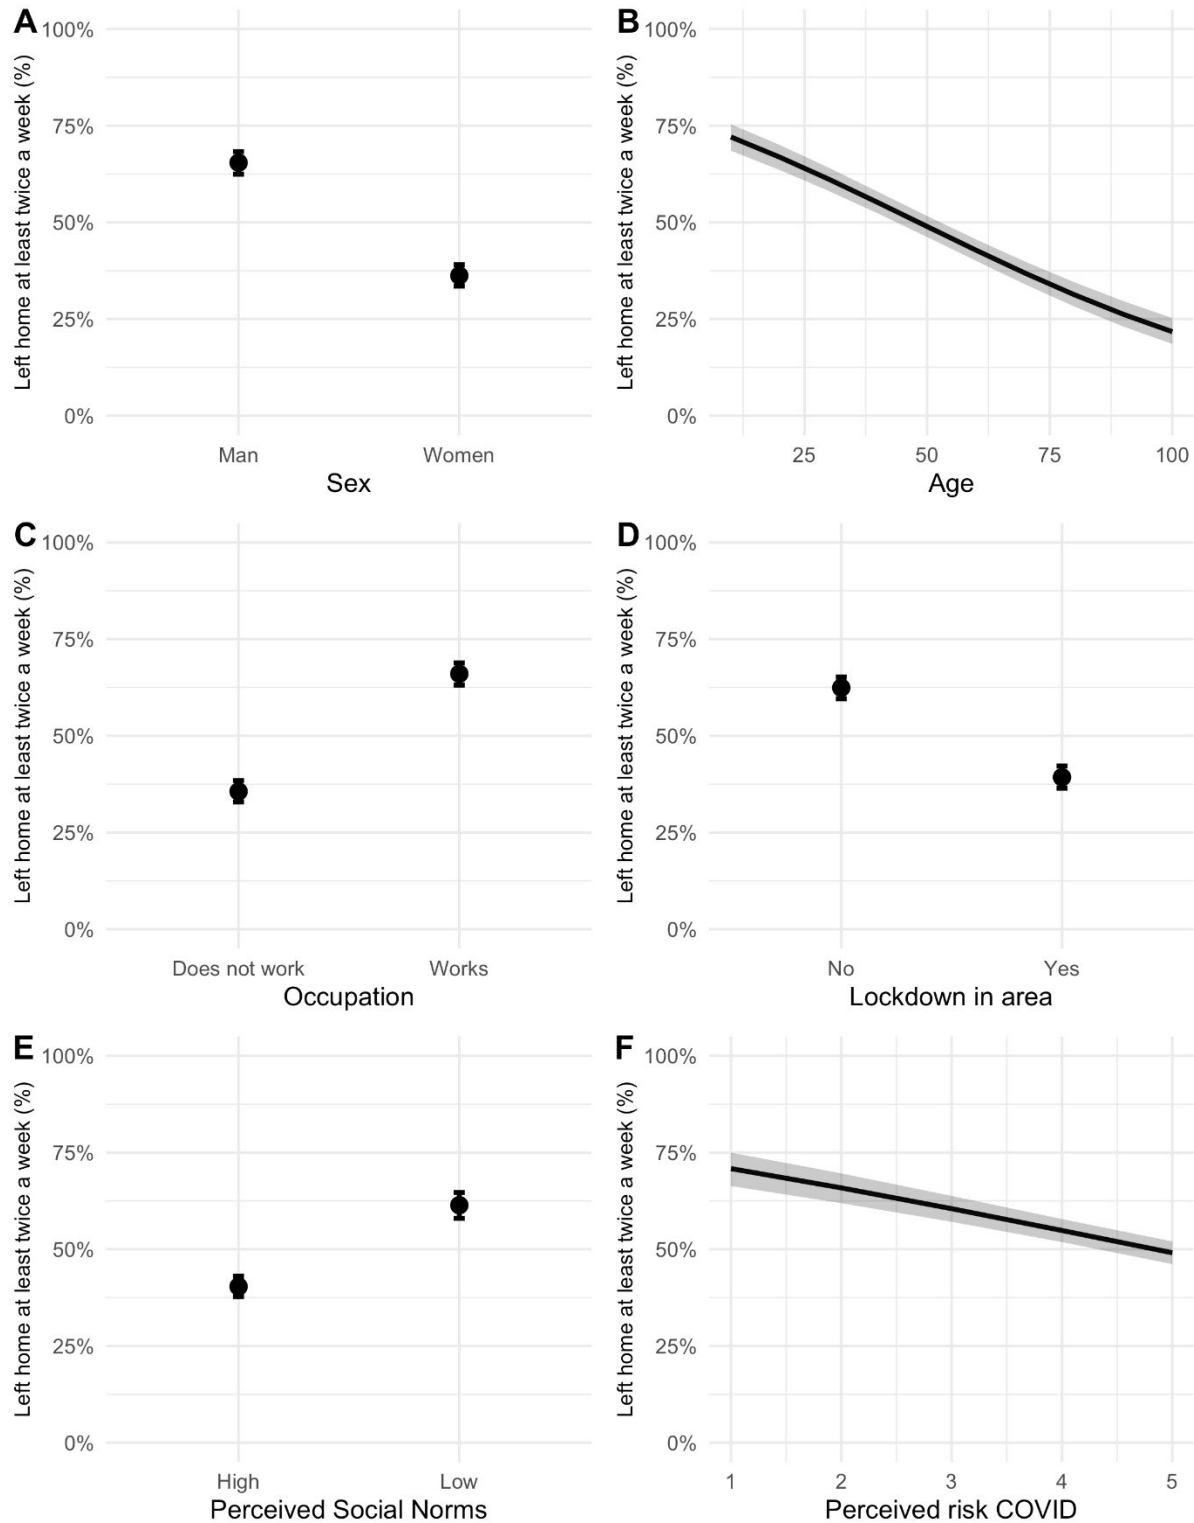 A
Left home at least twice a week (%)
100%
75%
50%
25%
0%
Man Women
Sex
B
Left home at least twice a week (%)
100%
75%
50%
25%
0%
25 50 75 100
Age
C
Left home at least twice a week (%)
100%
75%
50%
25%
0%
Does not work Works
Occupation
D
Left home at least twice a week (%)
100%
75%
50%
25%
0%
No Yes
Lockdown in area
E
Left home at least twice a week (%)
100%
75%
50%
25%
0%
High Low
Perceived Social Norms
F
Left home at least twice a week (%)
100%
75%
50%
25%
0%
1 2 3 4 5
Perceived risk COVID